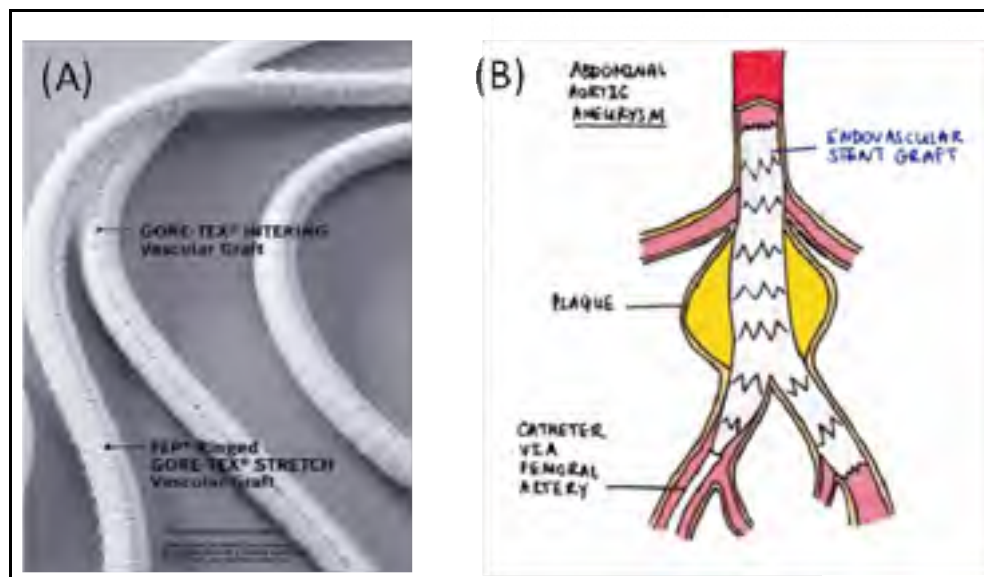 (A)
GORE-TEX® INTERING
Vascular Graft
FEP® Ringed
GORE-TEX® STRETCH
Vascular Graft
(B)
ABDOMINAL
AORTIC
ANEURYSM
ENDOVASCULAR
STENT GRAFT
PLAQUE
CATHETER
VIA
FEMORAL
ARTERY